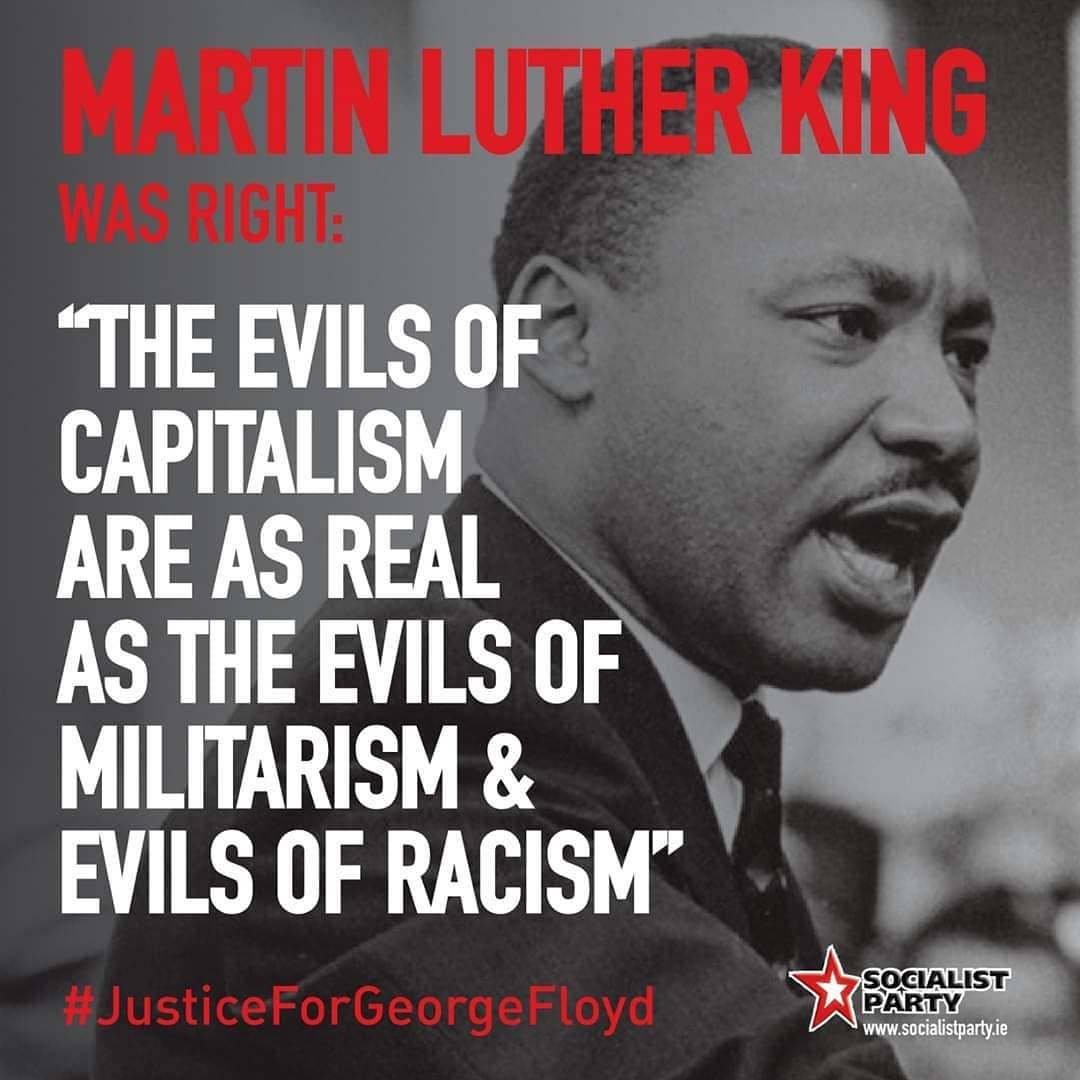 MARTIN LUTHER KING
WAS RIGHT:
“THE EVILS OF
CAPITALISM
ARE AS REAL
AS THE EVILS OF
MILITARISM &
EVILS OF RACISM”
#JusticeForGeorgeFloyd
SOCIALIST
PARTY
www.socialistparty.ie